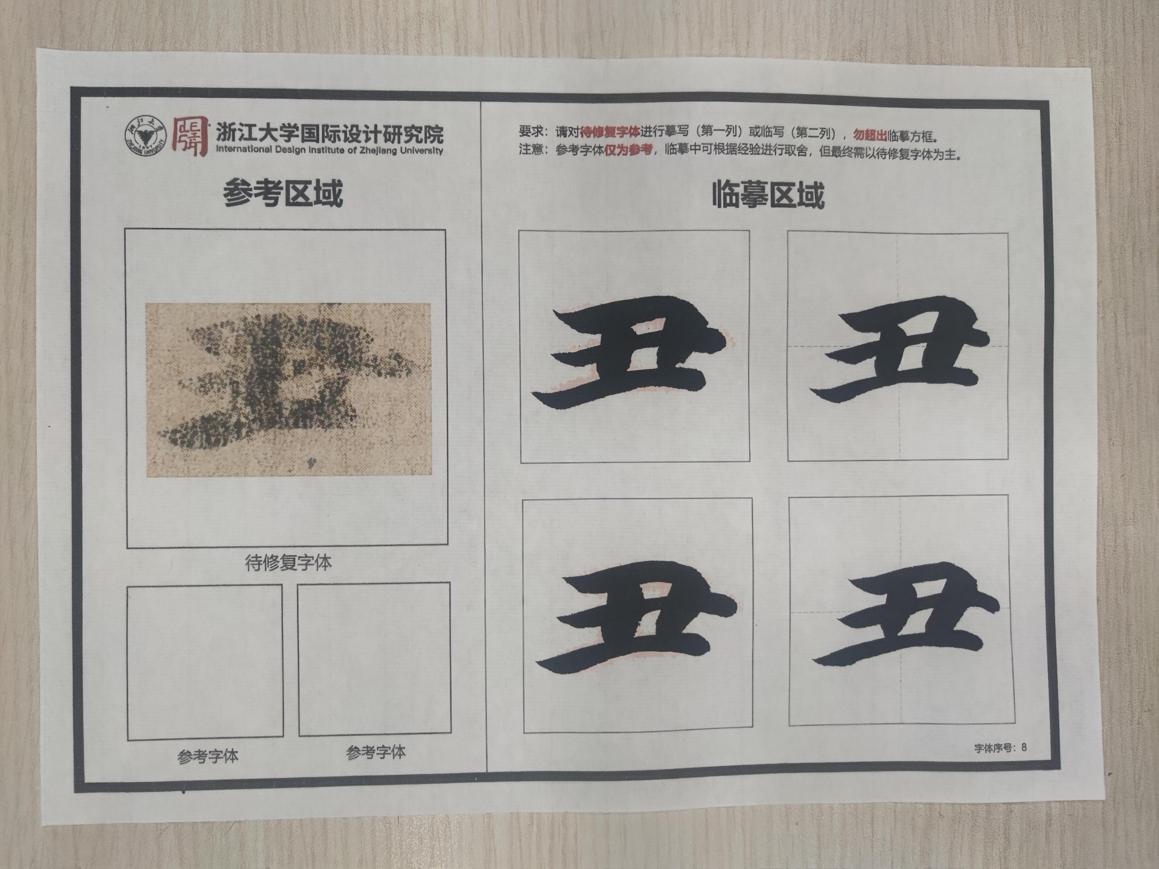 浙江大学国际设计研究院
International Design Institute of Zhejiang University
参考区域
待修复字体
参考字体
参考字体
要求：请对待修复字体进行摹写（第一列）或临写（第二列），勿超出临摹方框。
注意：参考字体仅为参考，临摹中可根据经验进行取舍，但最终需以待修复字体为主。
临摹区域
丑 丑
丑 丑
字体序号：8